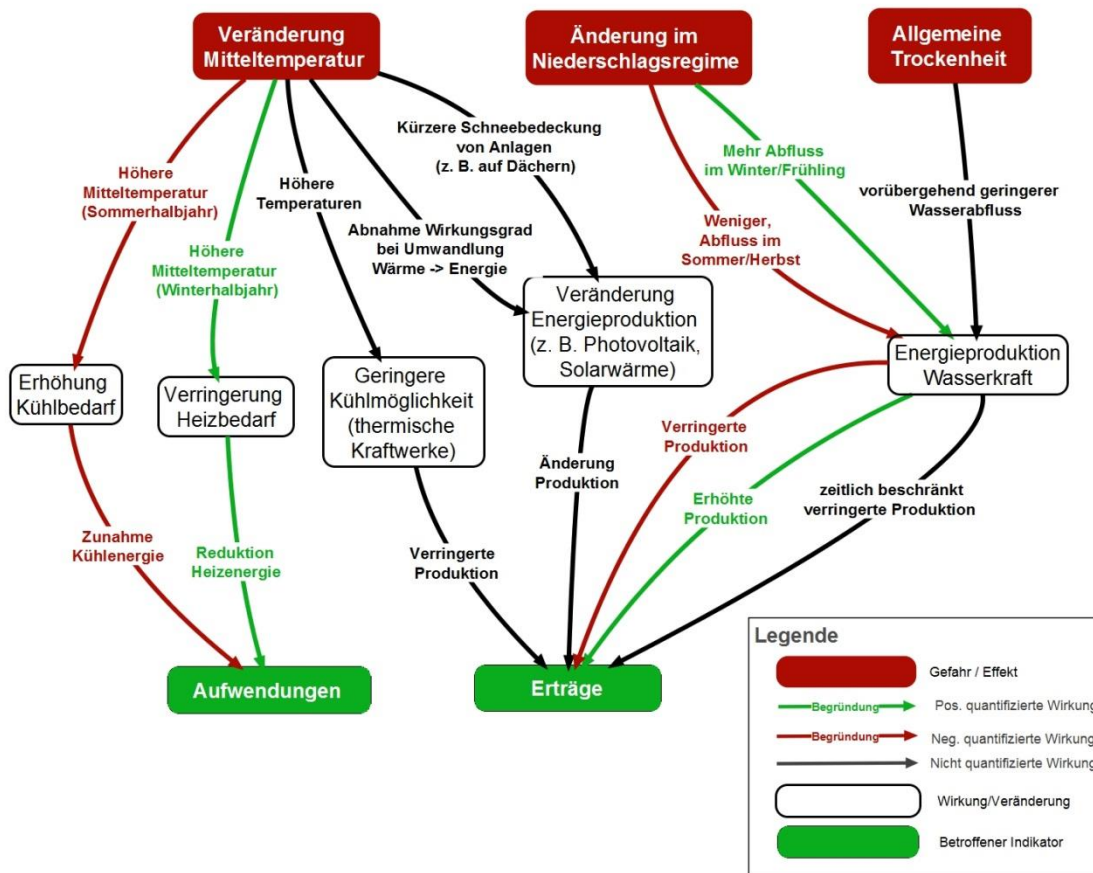 Veränderung
Mitteltemperatur
Änderung im
Niederschlagsregime
Allgemeine
Trockenheit
Kürzere Schneebedeckung
von Anlagen
(z. B. auf Dächern)
Mehr Abfluss
im Winter/Frühling
Höhere
Mitteltemperatur
(Sommerhalbjahr)
Höhere
Temperaturen
vorübergehend geringerer
Wasserabfluss
Abnahme Wirkungsgrad
bei Umwandlung
Wärme -> Energie
Weniger,
Abfluss im
Sommer/Herbst
Höhere
Mitteltemperatur
(Winterhalbjahr)
Veränderung
Energieproduktion
(z. B. Photovoltaik,
Solarwärme)
Energieproduktion
Wasserkraft
Erhöhung
Kühlbedarf
Verringerung
Heizbedarf
Geringere
Kühlmöglichkeit
(thermische
Kraftwerke)
Verringerte
Produktion
Änderung
Produktion
Erhöhte
Produktion
zeitlich beschränkt
verringerte Produktion
Zunahme
Kühlenergie
Reduktion
Heizenergie
Verringerte
Produktion
Aufwendungen
Erträge
Legende
Gefahr / Effekt
Begründung
Pos. quantifizierte Wirkung
Begründung
Neg. quantifizierte Wirkung
Nicht quantifizierte Wirkung
Wirkung/Veränderung
Betroffener Indikator